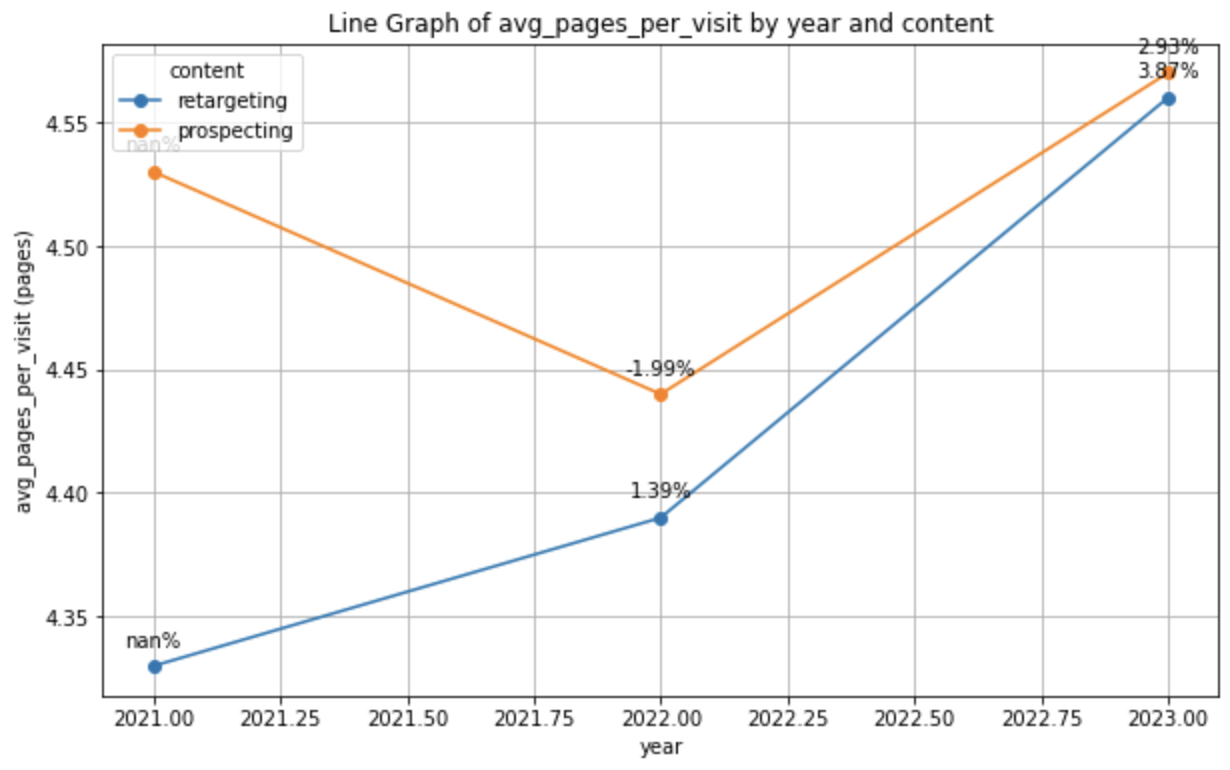 Line Graph of avg_pages_per_visit by year and content
2.93%
3.87%
content
retargeting
prospecting
nan%
-1.99%
1.39%
nan%
4.55
4.50
4.45
4.40
4.35
avg_pages_per_visit (pages)
2021.00 2021.25 2021.50 2021.75 2022.00 2022.25 2022.50 2022.75 2023.00
year